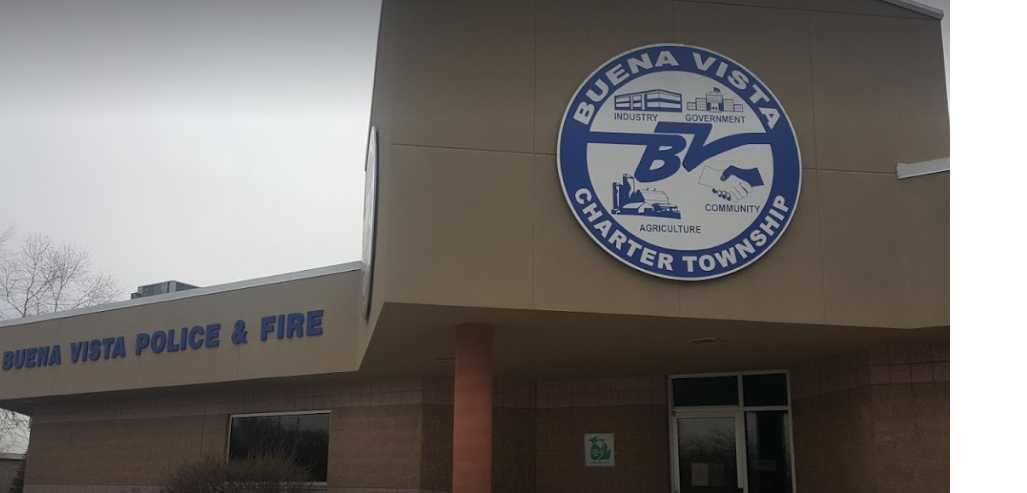 BUENA VISTA
INDUSTRY GOVERNMENT
BV
COMMUNITY
AGRICULTURE
CHARTER TOWNSHIP
BUENA VISTA POLICE & FIRE